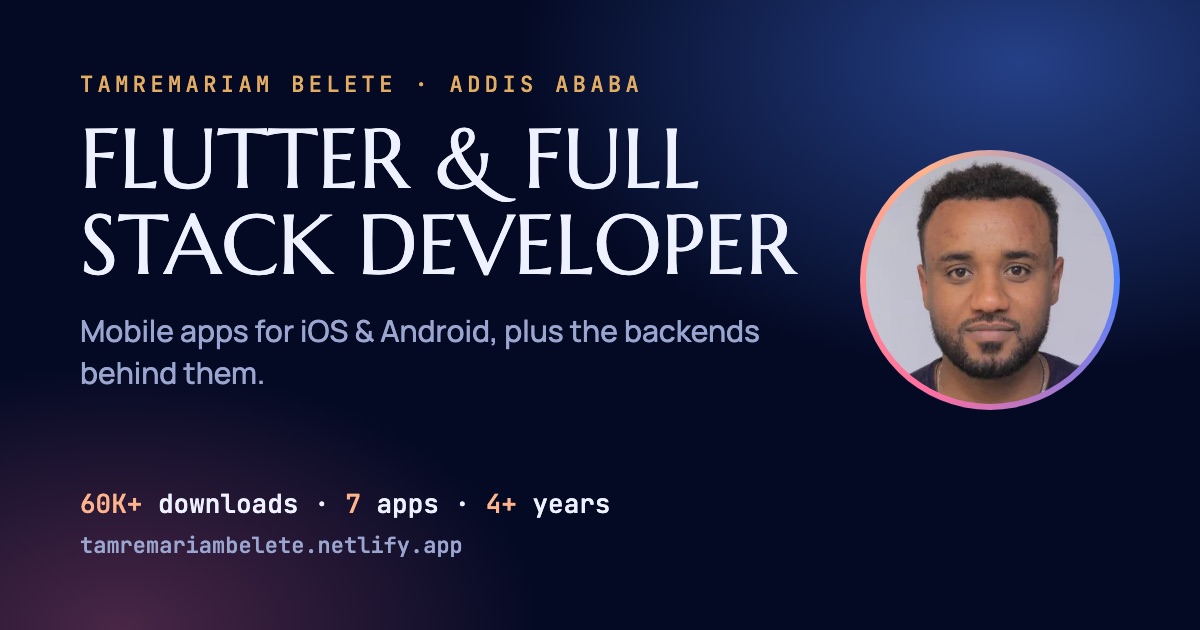 TAMREMARIAM BELETE · ADDIS ABABA
FLUTTER & FULL
STACK DEVELOPER
Mobile apps for iOS & Android, plus the backends
behind them.
60K+ downloads · 7 apps · 4+ years
tamremariambelete.netlify.app